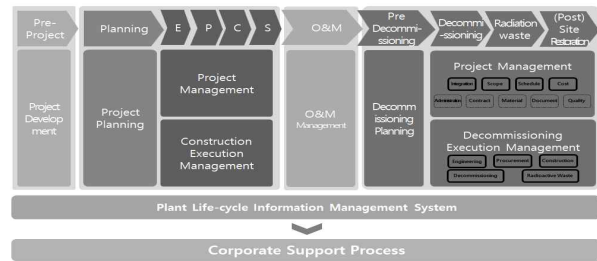 Pre-
Project
Planning
E P C S
O&M
Pre
Decommi-
ssioning
Decommi
-ssioninig
Radiation
waste
(Post)
Site
Restoration
Project
Develop
ment
Project
Planning
Project
Management
Construction
Execution
Management
O&M
Management
Decomm
issioning
Planning
Project Management
Integration Scope Schedule Cost
Administration Contract Material Document Quality
Decommissioning
Execution Management
Engineering Procurement Construction
Decommissioning Radioactive Waste
Plant Life-cycle Information Management System
Corporate Support Process